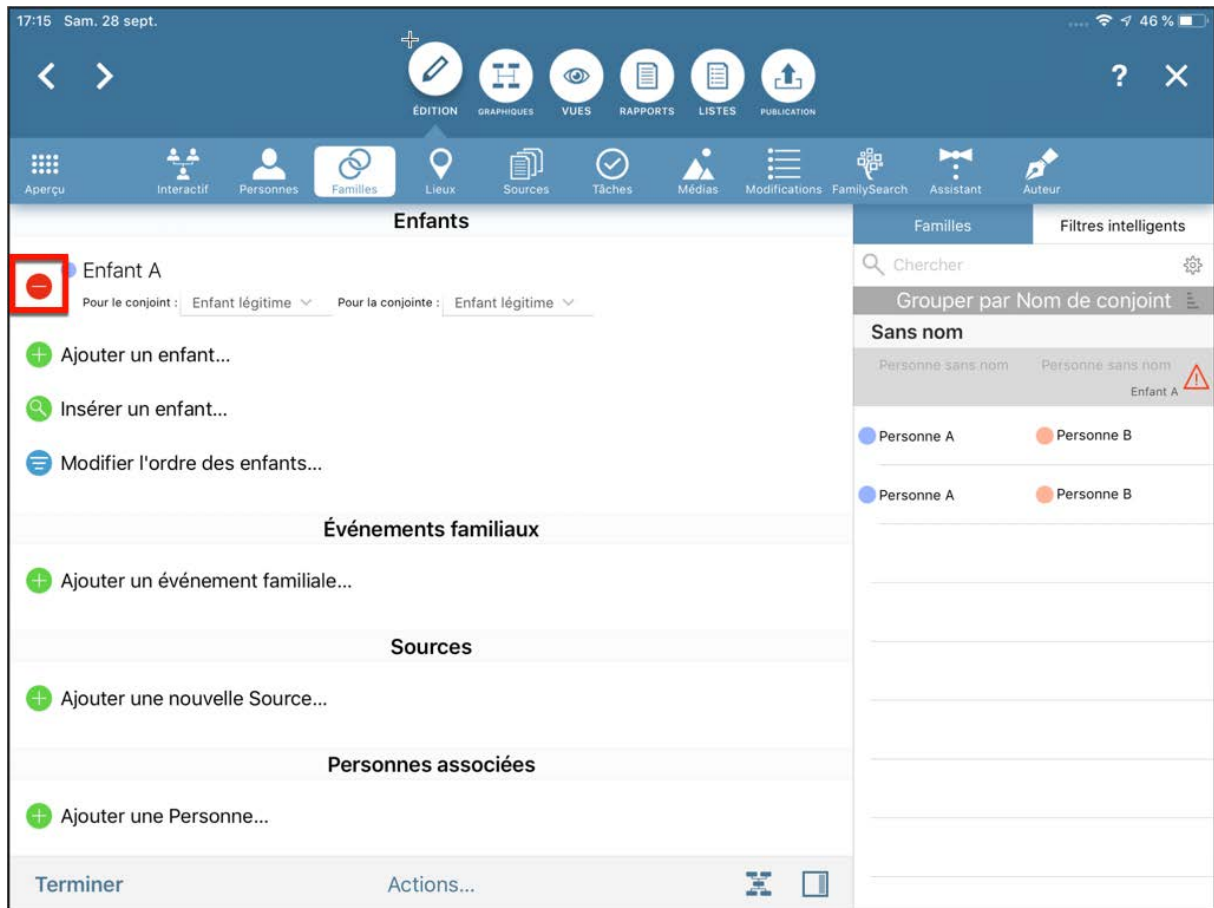 17:15 Sam. 28 sept.
46 %
?
ÉDITION
GRAPHIQUES
VUES
RAPPORTS
LISTES
PUBLICATION
Aperçu
Interactif
Personnes
Familles
Lieux
Sources
Tâches
Médias
Modifications
FamilySearch
Assistant
Auteur
Enfants
Enfant A
Pour le conjoint : Enfant légitime Pour la conjointe : Enfant légitime
Ajouter un enfant...
Insérer un enfant...
Modifier l'ordre des enfants...
Événements familiaux
Ajouter un événement familiale...
Sources
Ajouter une nouvelle Source...
Personnes associées
Ajouter une Personne...
Terminer
Actions...
Familles
Filtres intelligents
Chercher
Grouper par Nom de conjoint
Sans nom
Personne sans nom Personne sans nom
Enfant A
Personne A Personne B
Personne A Personne B